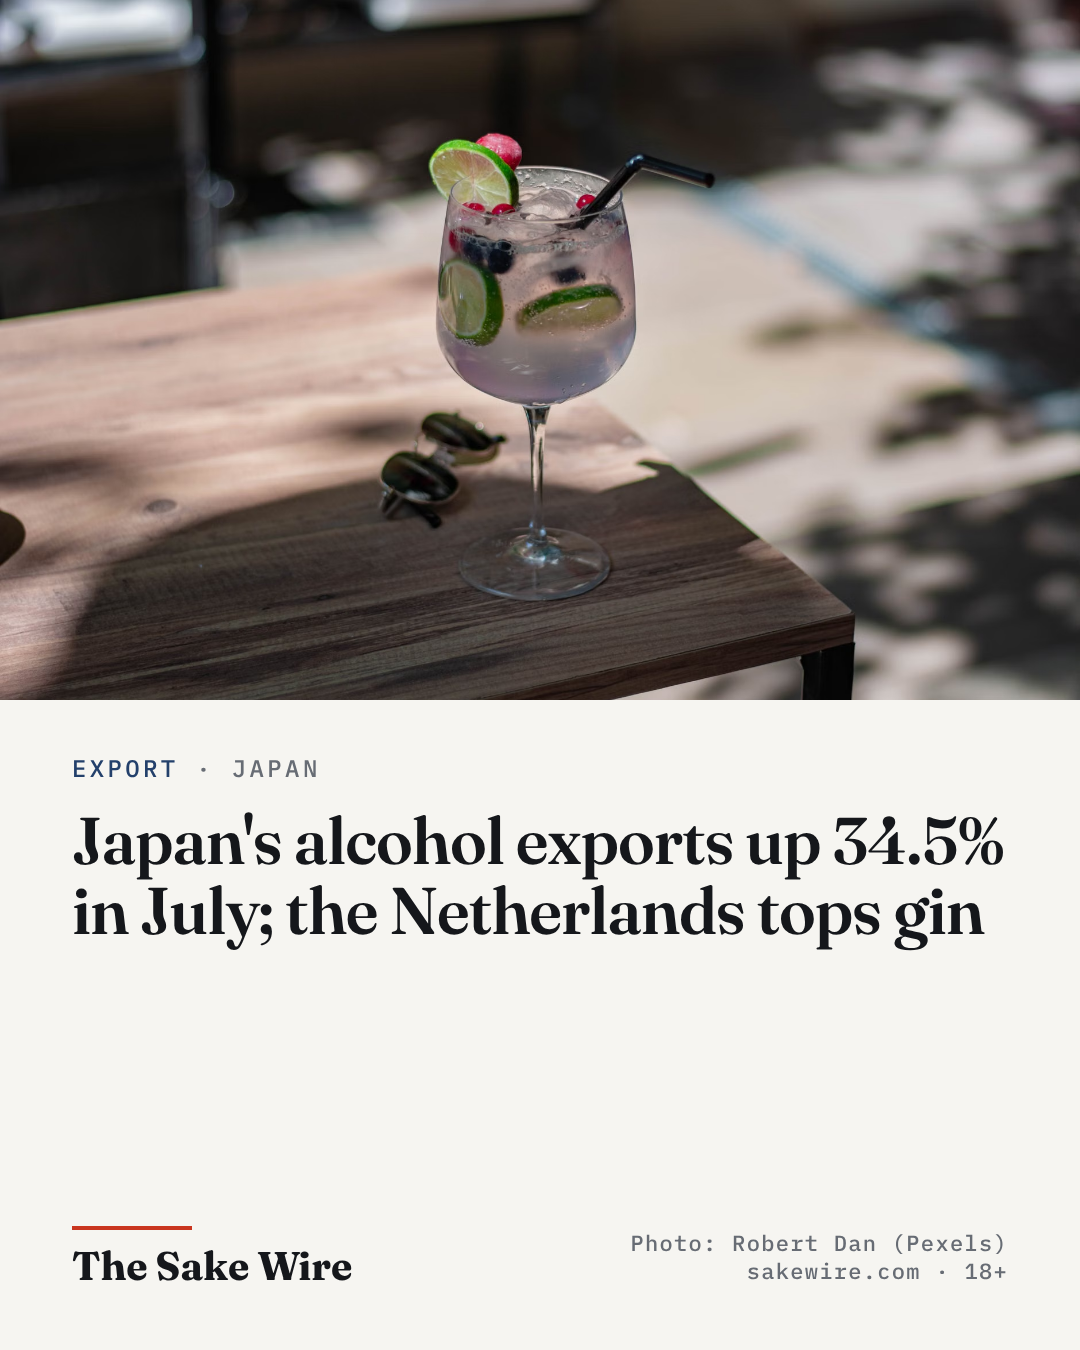 EXPORT · JAPAN
Japan's alcohol exports up 34.5%
in July; the Netherlands tops gin
The Sake Wire
Photo: Robert Dan (Pexels)
sakewire.com · 18+